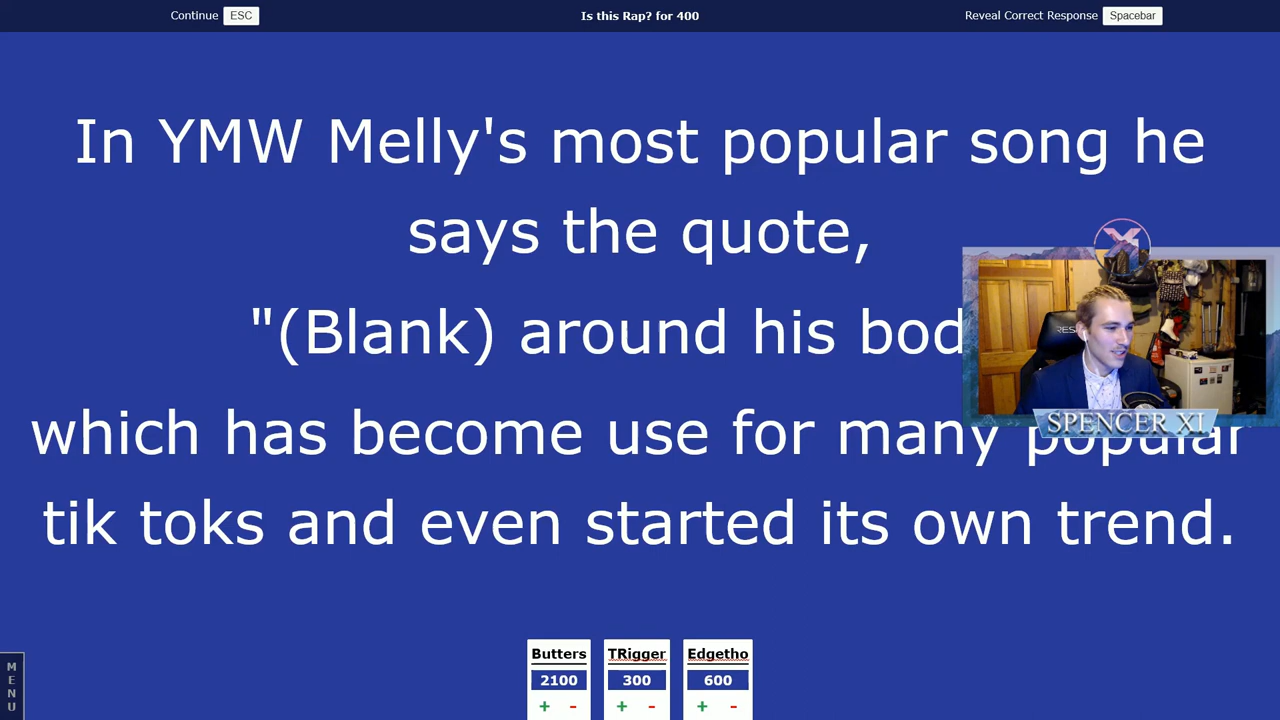 Continue ESC
Is this Rap? for 400
Reveal Correct Response Spacebar
In YMW Melly's most popular song he
says the quote,
"(Blank) around his
which has become use for many popular
tik toks and even started its own trend.
SPENCER XI
Butters TRigger Edgetho
2100 300 600
+ - + - + -
MENU